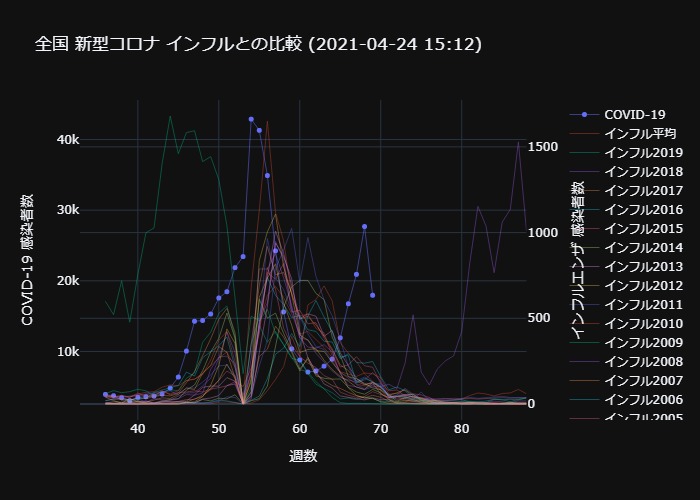 全国 新型コロナ インフルとの比較 (2021-04-24 15:12)
COVID-19 感染者数
40k
30k
20k
10k
40
50
60
70
80
週数
1500
1000
500
0
インフルエンザ 感染者数
COVID-19
インフル平均
インフル2019
インフル2018
インフル2017
インフル2016
インフル2015
インフル2014
インフル2013
インフル2012
インフル2011
インフル2010
インフル2009
インフル2008
インフル2007
インフル2006
インフル2005